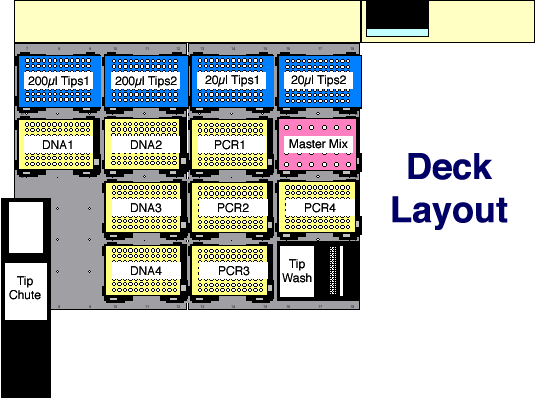 200µl Tips1
200µl Tips2
20µl Tips1
20µl Tips2
DNA1
DNA2
PCR1
Master Mix
Deck
Layout
DNA3
PCR2
PCR4
DNA4
PCR3
Tip
Wash
Tip
Chute